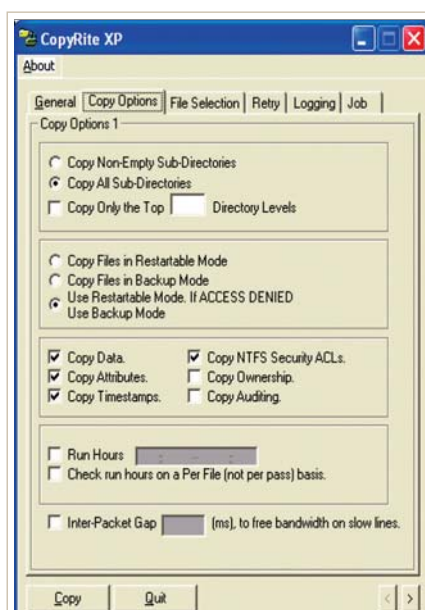 CopyRite XP
About
General Copy Options File Selection Retry Logging Job
Copy Options 1
Copy Non-Empty Sub-Directories
Copy All Sub-Directories
Copy Only the Top Directory Levels
Copy Files in Restartable Mode
Copy Files in Backup Mode
Use Restartable Mode. If ACCESS DENIED
Use Backup Mode
Copy Data. Copy NTFS Security ACLs.
Copy Attributes. Copy Ownership.
Copy Timestamps. Copy Auditing.
Run Hours : - :
Check run hours on a Per File (not per pass) basis.
Inter-Packet Gap (ms), to free bandwidth on slow lines.
Copy Quit < >